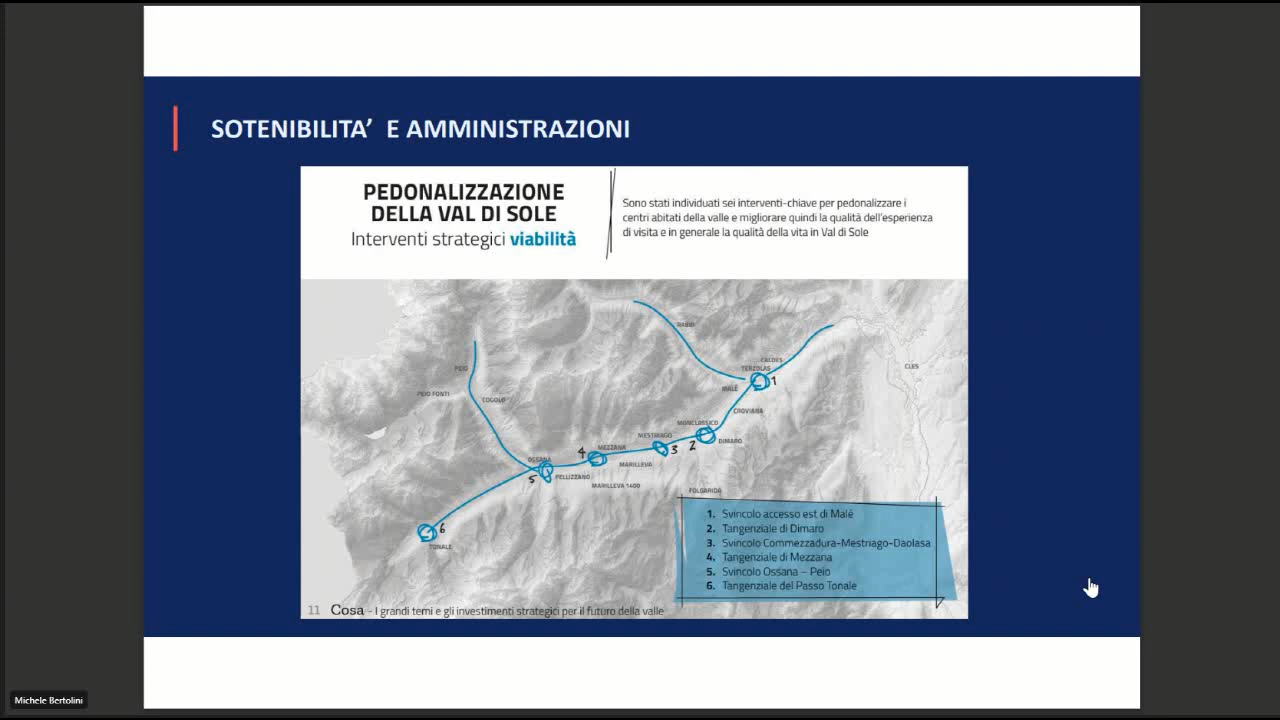 SOTENIBILITA' E AMMINISTRAZIONI
PEDONALIZZAZIONE
DELLA VAL DI SOLE
Interventi strategici viabilità
Sono stati individuati sei interventi-chiave per pedonalizzare i
centri abitati della valle e migliorare quindi la qualità dell'esperienza
di visita e in generale la qualità della vita in Val di Sole
RABBI
CALDES
TERZOLAS
1
CLES
PEIO
MALÈ
PEIO FONTI
COGOLO
CROVIANA
MONCLASSICO
MESTRIAGO
2
DIMARO
4
MEZZANA
3
OSSANA
MARILLEVA
5
PELLIZZANO
MARILLEVA 1400
FOLGARIDA
6
TONALE
1. Svincolo accesso est di Malé
2. Tangenziale di Dimaro
3. Svincolo Commezzadura-Mestriago-Daolasa
4. Tangenziale di Mezzana
5. Svincolo Ossana – Peio
6. Tangenziale del Passo Tonale
11 Cosa - I grandi temi e gli investimenti strategici per il futuro della valle
Michele Bertolini